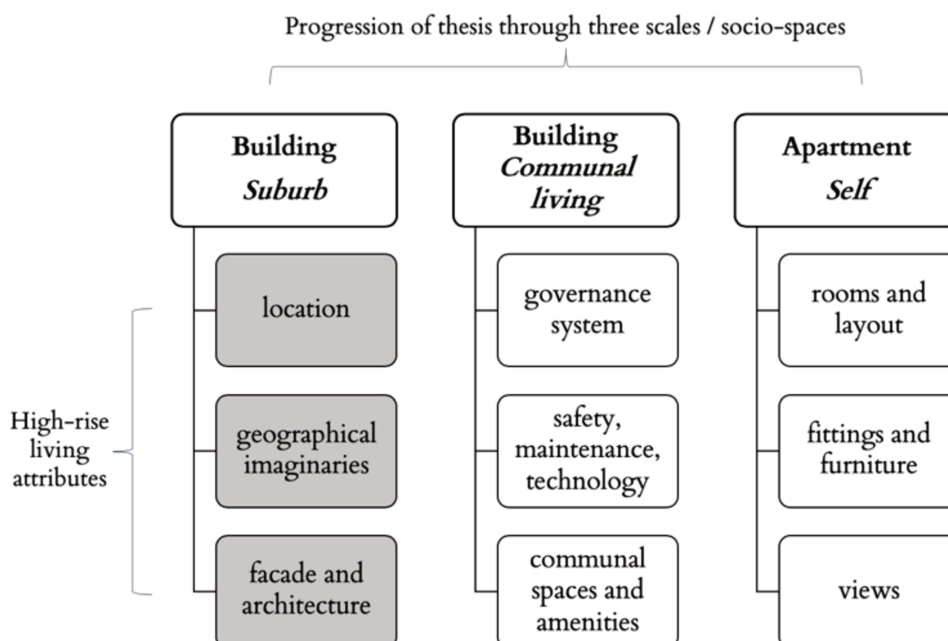 Progression of thesis through three scales / socio-spaces
Building
Suburb
Building
Communal
living
Apartment
Self
High-rise
living
attributes
location
geographical
imaginaries
facade and
architecture
governance
system
safety,
maintenance,
technology
communal
spaces and
amenities
rooms and
layout
fittings and
furniture
views